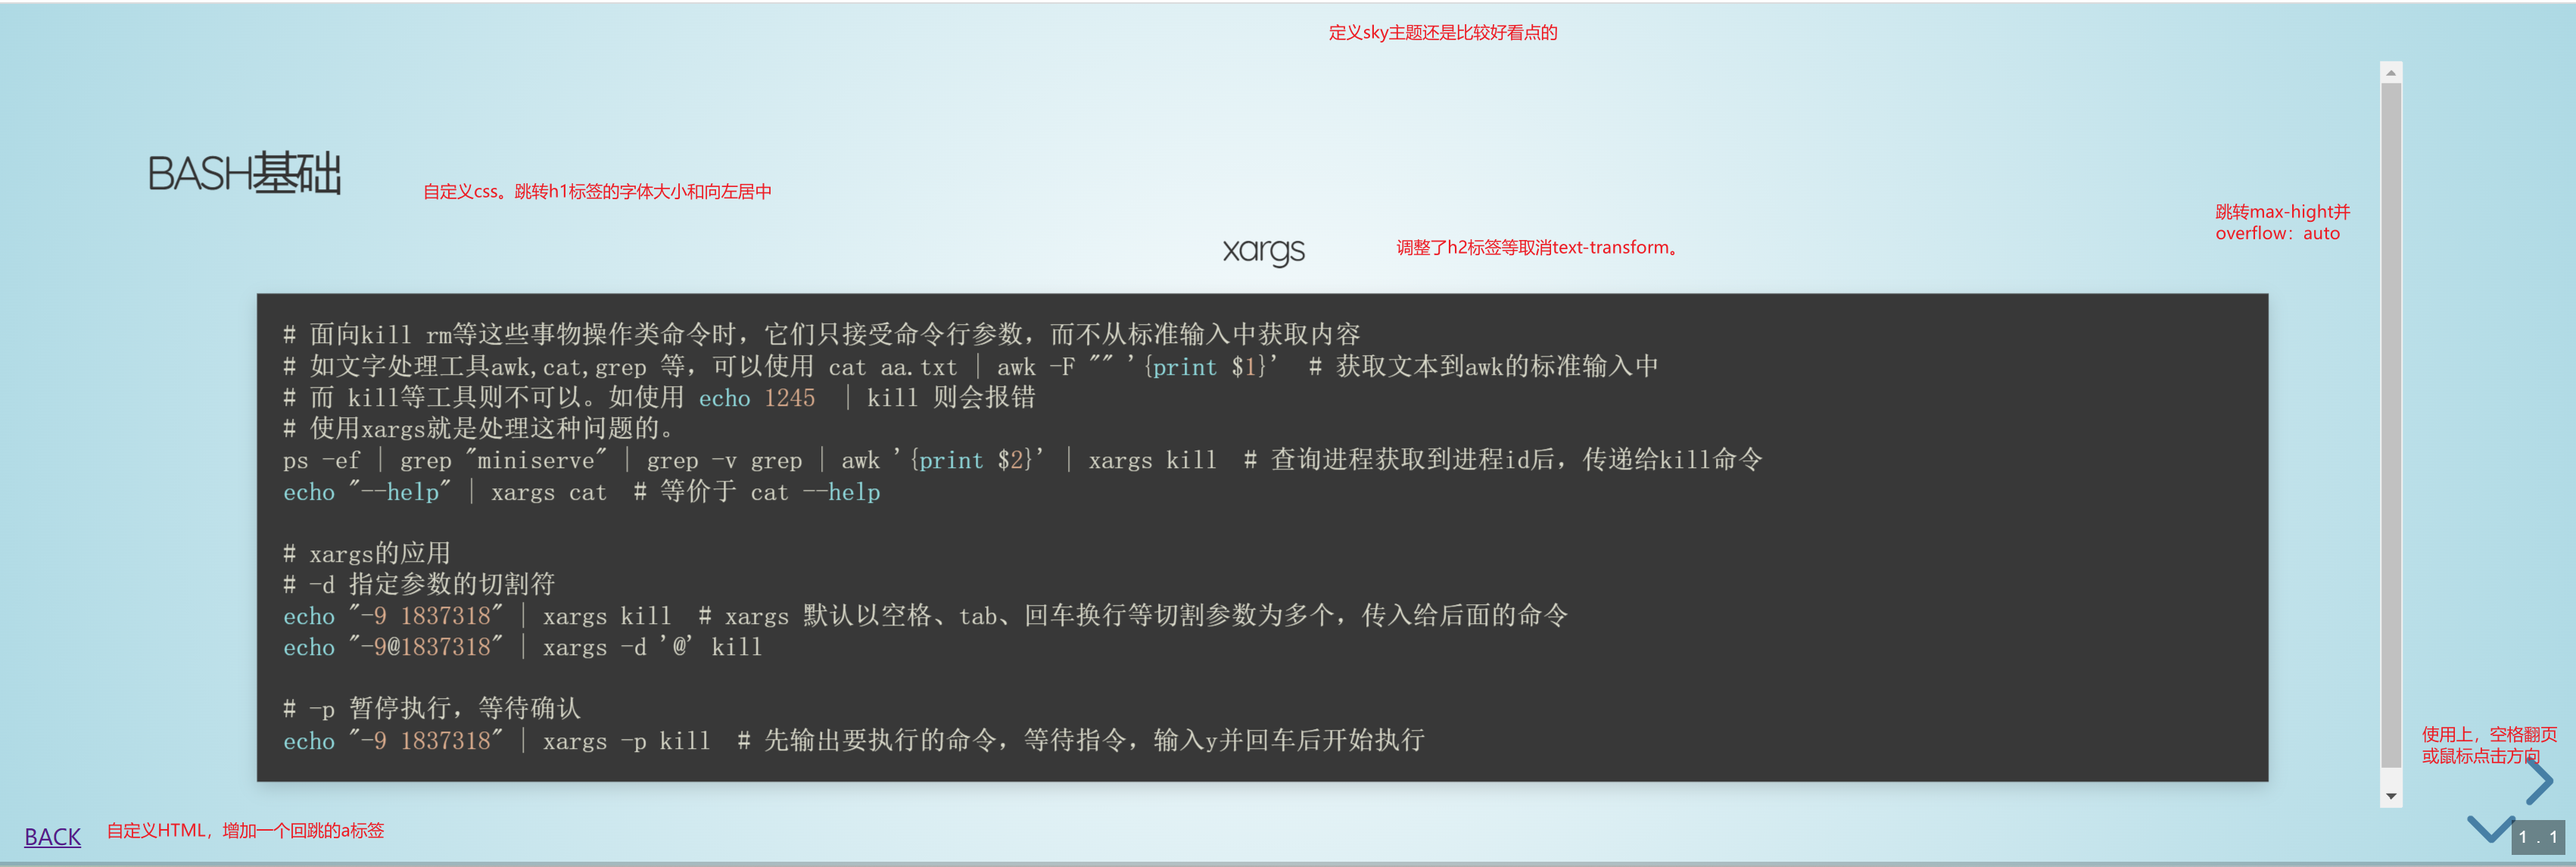 定义sky主题还是比较好看点的
BASH基础
自定义css。跳转h1标签的字体大小和向左居中
跳转max-hight并
overflow：auto
xargs
调整了h2标签等取消text-transform。
# 面向kill rm等这些事物操作类命令时，它们只接受命令行参数，而不从标准输入中获取内容
# 如文字处理工具awk,cat,grep 等，可以使用 cat aa.txt | awk -F "" '{print $1}'  # 获取文本到awk的标准输入中
# 而 kill等工具则不可以。如使用 echo 1245  | kill 则会报错
# 使用xargs就是处理这种问题的。
ps -ef | grep "miniserve" | grep -v grep | awk '{print $2}' | xargs kill  # 查询进程获取到进程id后，传递给kill命令
echo "--help" | xargs cat  # 等价于 cat --help
# xargs的应用
# -d 指定参数的切割符
echo "-9 1837318" | xargs kill  # xargs 默认以空格、tab、回车换行等切割参数为多个，传入给后面的命令
echo "-9@1837318" | xargs -d '@' kill
# -p 暂停执行，等待确认
echo "-9 1837318" | xargs -p kill  # 先输出要执行的命令，等待指令，输入y并回车后开始执行
使用上，空格翻页
或鼠标点击方向
BACK
自定义HTML，增加一个回跳的a标签
1 . 1